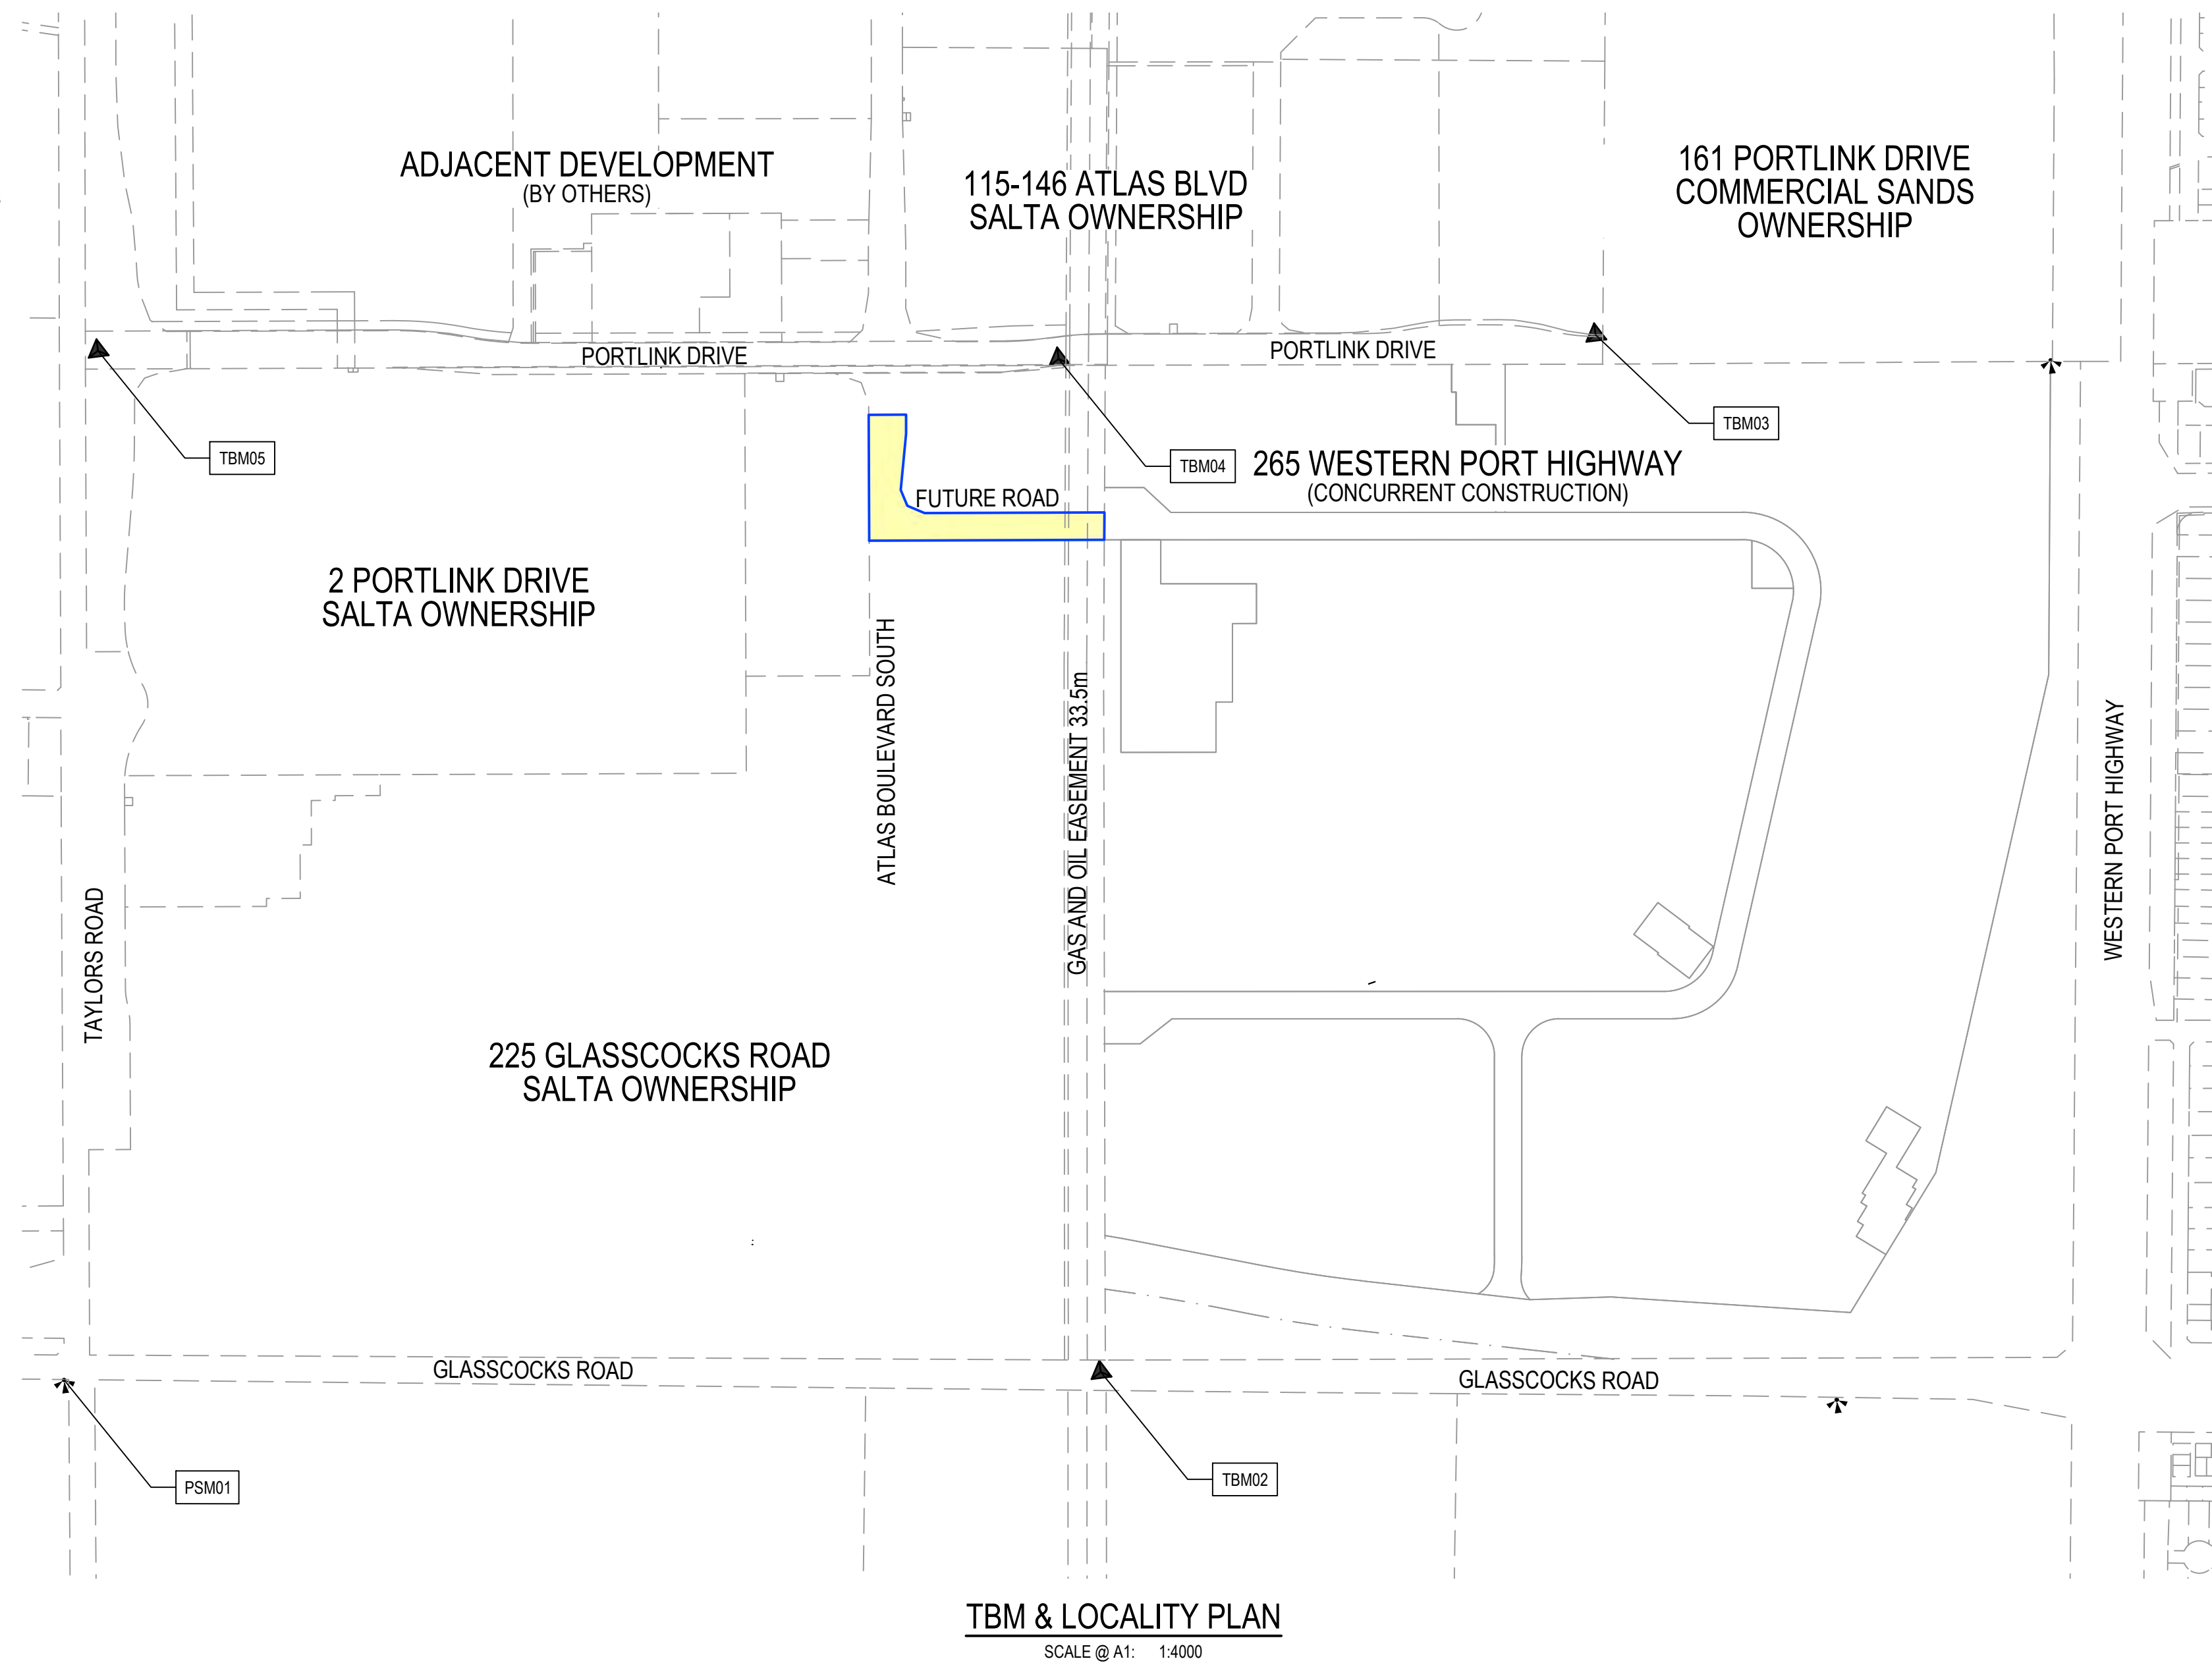 ADJACENT DEVELOPMENT
(BY OTHERS)
115-146 ATLAS BLVD
SALTA OWNERSHIP
161 PORTLINK DRIVE
COMMERCIAL SANDS
OWNERSHIP
PORTLINK DRIVE
PORTLINK DRIVE
TBM05
TBM04
TBM03
265 WESTERN PORT HIGHWAY
(CONCURRENT CONSTRUCTION)
FUTURE ROAD
2 PORTLINK DRIVE
SALTA OWNERSHIP
ATLAS BOULEVARD SOUTH
GAS AND OIL EASEMENT 33.5m
WESTERN PORT HIGHWAY
TAYLORS ROAD
225 GLASSCOCKS ROAD
SALTA OWNERSHIP
GLASSCOCKS ROAD
GLASSCOCKS ROAD
PSM01
TBM02
TBM & LOCALITY PLAN
SCALE @ A1: 1:4000